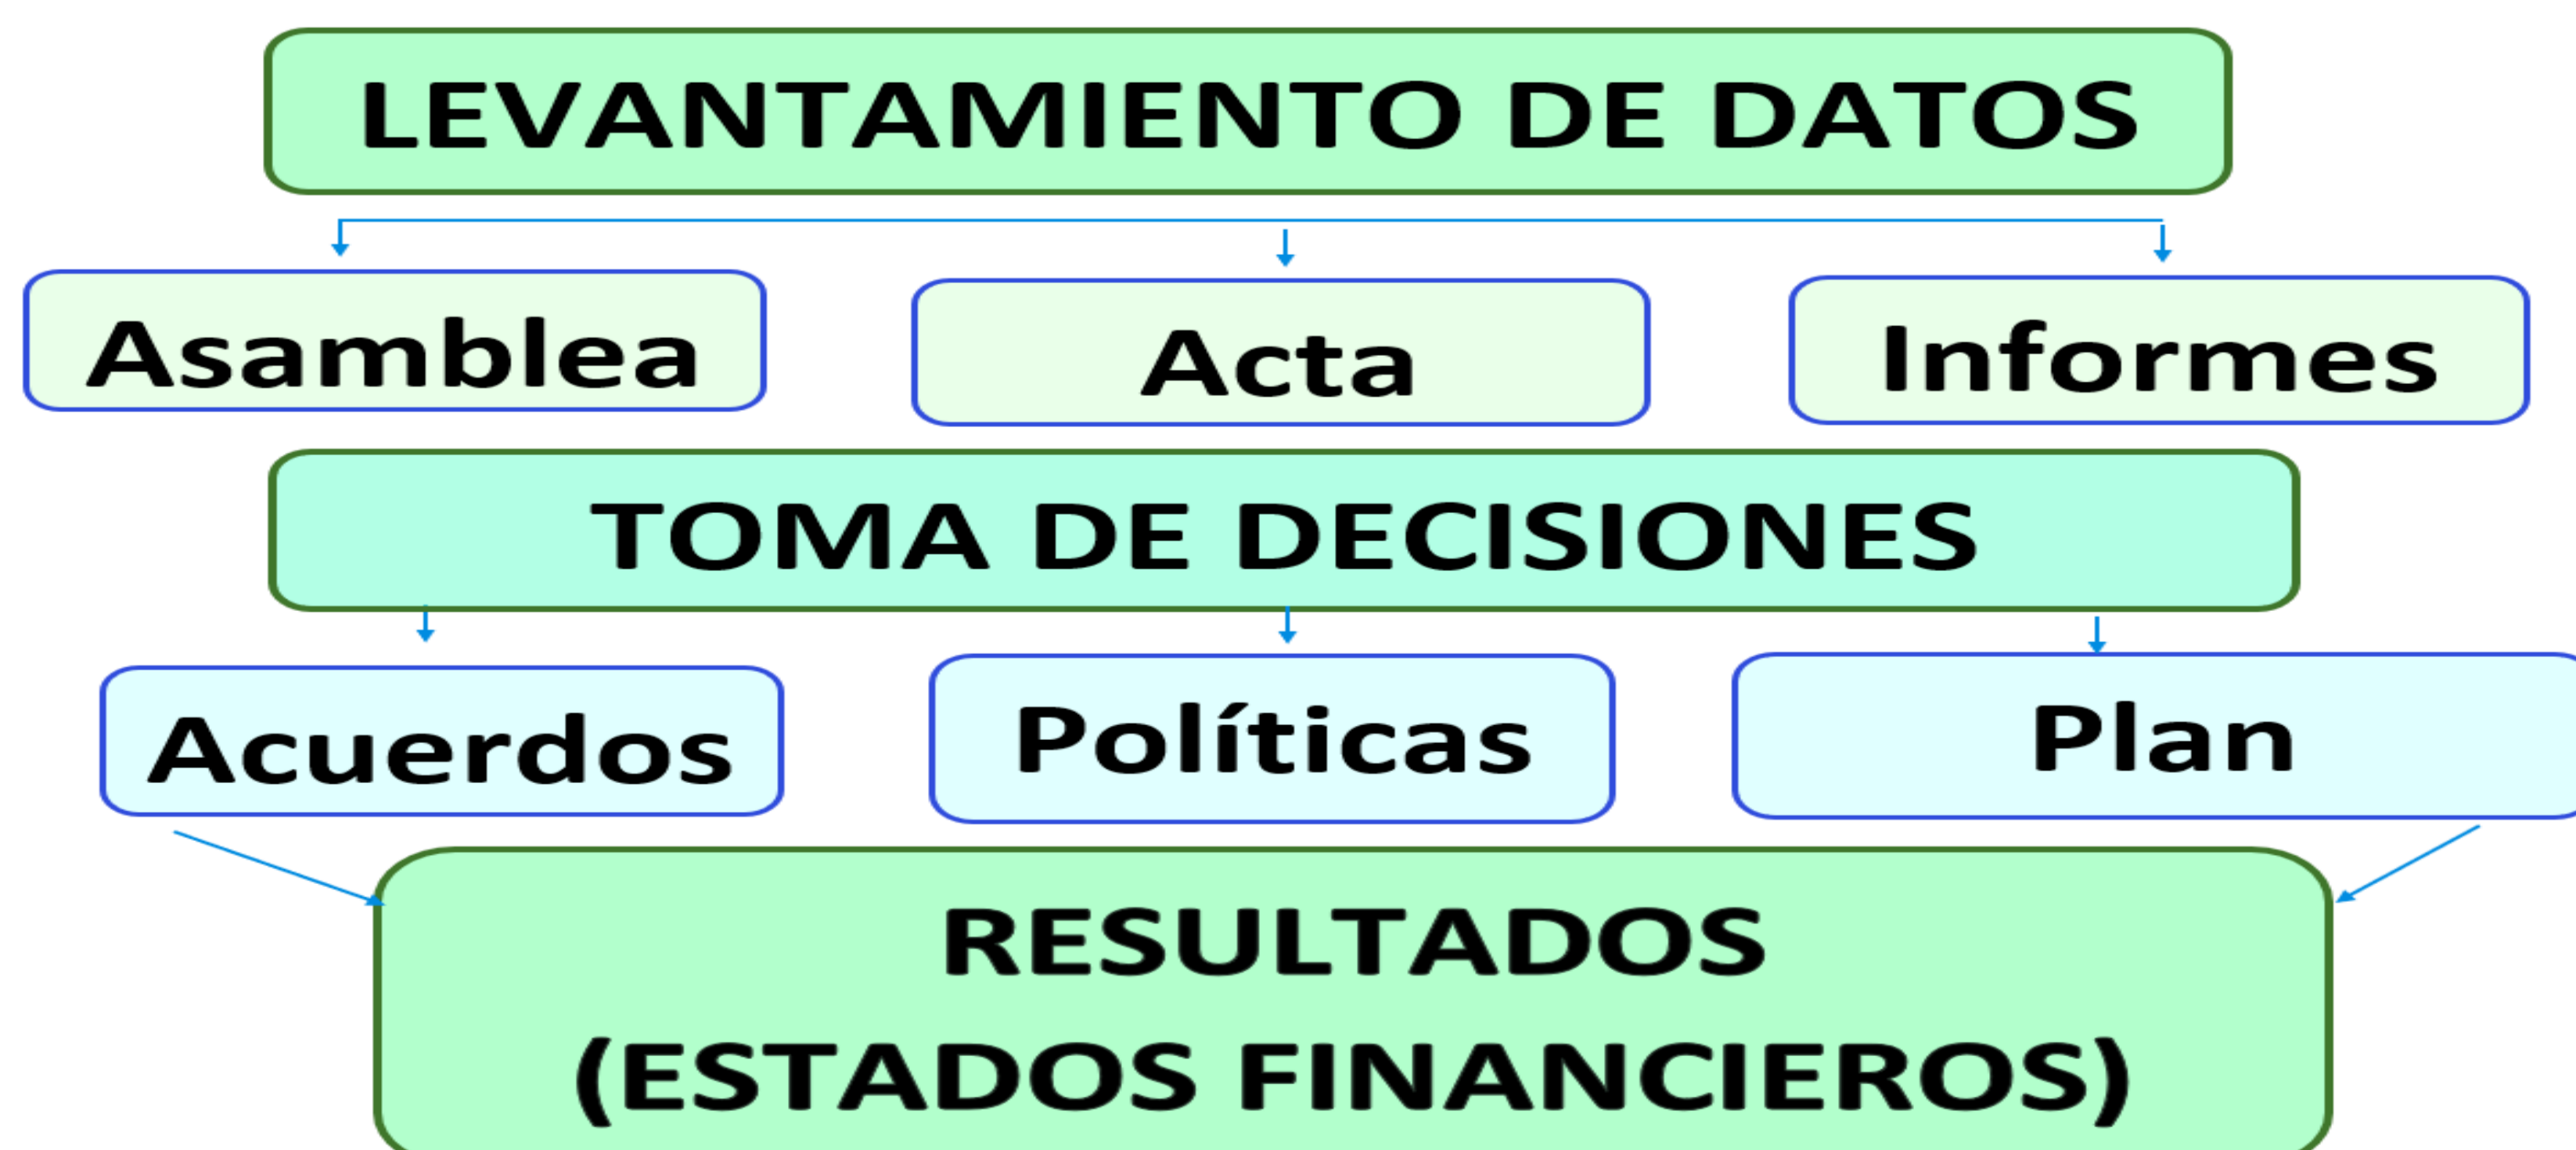 LEVANTAMIENTO DE DATOS
Asamblea
Acta
Informes
TOMA DE DECISIONES
Acuerdos
Políticas
Plan
RESULTADOS
(ESTADOS FINANCIEROS)